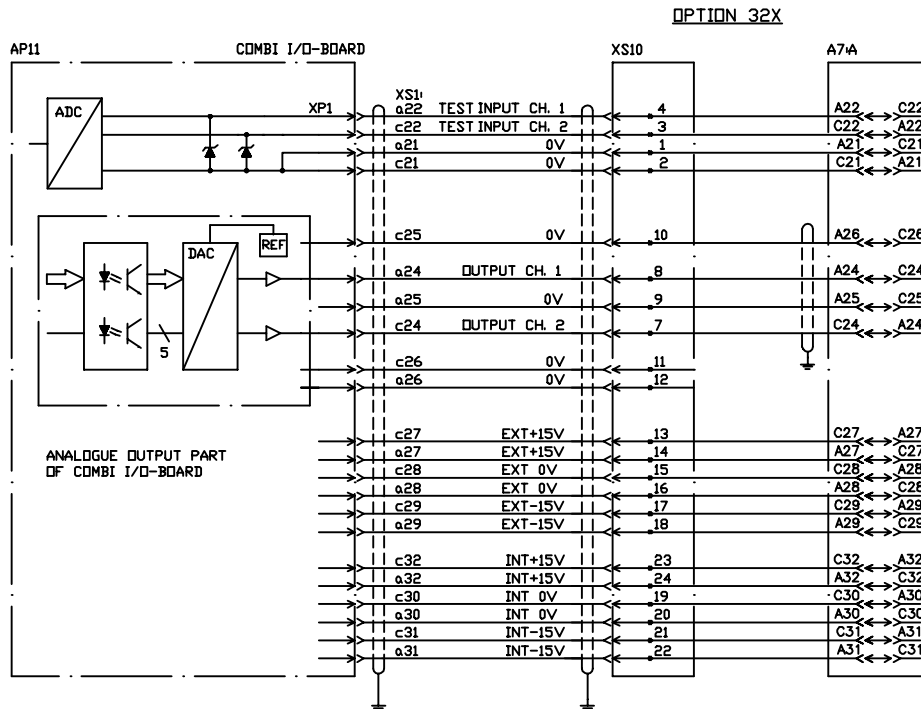 OPTION 32X
AP11 COMBI I/O-BOARD XS10 A7:A
XS1:
ADC XP1 a22 TEST INPUT CH. 1 4 A22 C22
c22 TEST INPUT CH. 2 3 C22 A22
a21 0V 1 A21 C21
c21 0V 2 C21 A21
DAC REF c25 0V 10 A26 C26
a24 OUTPUT CH. 1 8 A24 C24
a25 0V 9 A25 C25
c24 OUTPUT CH. 2 7 C24 A24
5
c26 0V 11
a26 0V 12
c27 EXT+15V 13 C27 A27
ANALOGUE OUTPUT PART
OF COMBI I/O-BOARD
a27 EXT+15V 14 A27 C27
c28 EXT 0V 15 C28 A28
a28 EXT 0V 16 A28 C28
c29 EXT-15V 17 C29 A29
a29 EXT-15V 18 A29 C29
c32 INT+15V 23 C32 A32
a32 INT+15V 24 A32 C32
c30 INT 0V 19 C30 A30
a30 INT 0V 20 A30 C30
c31 INT-15V 21 C31 A31
a31 INT-15V 22 A31 C31